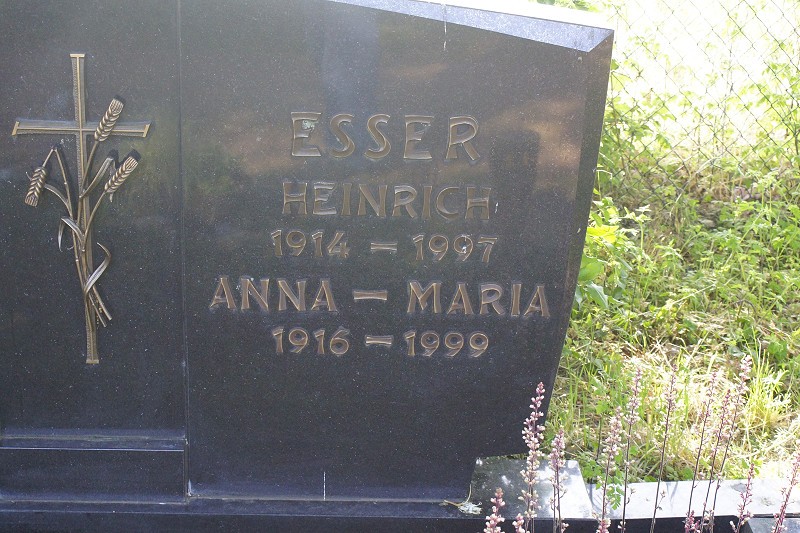 ESSER
HEINRICH
1914 = 1997
ANNA = MARIA
1916 = 1999